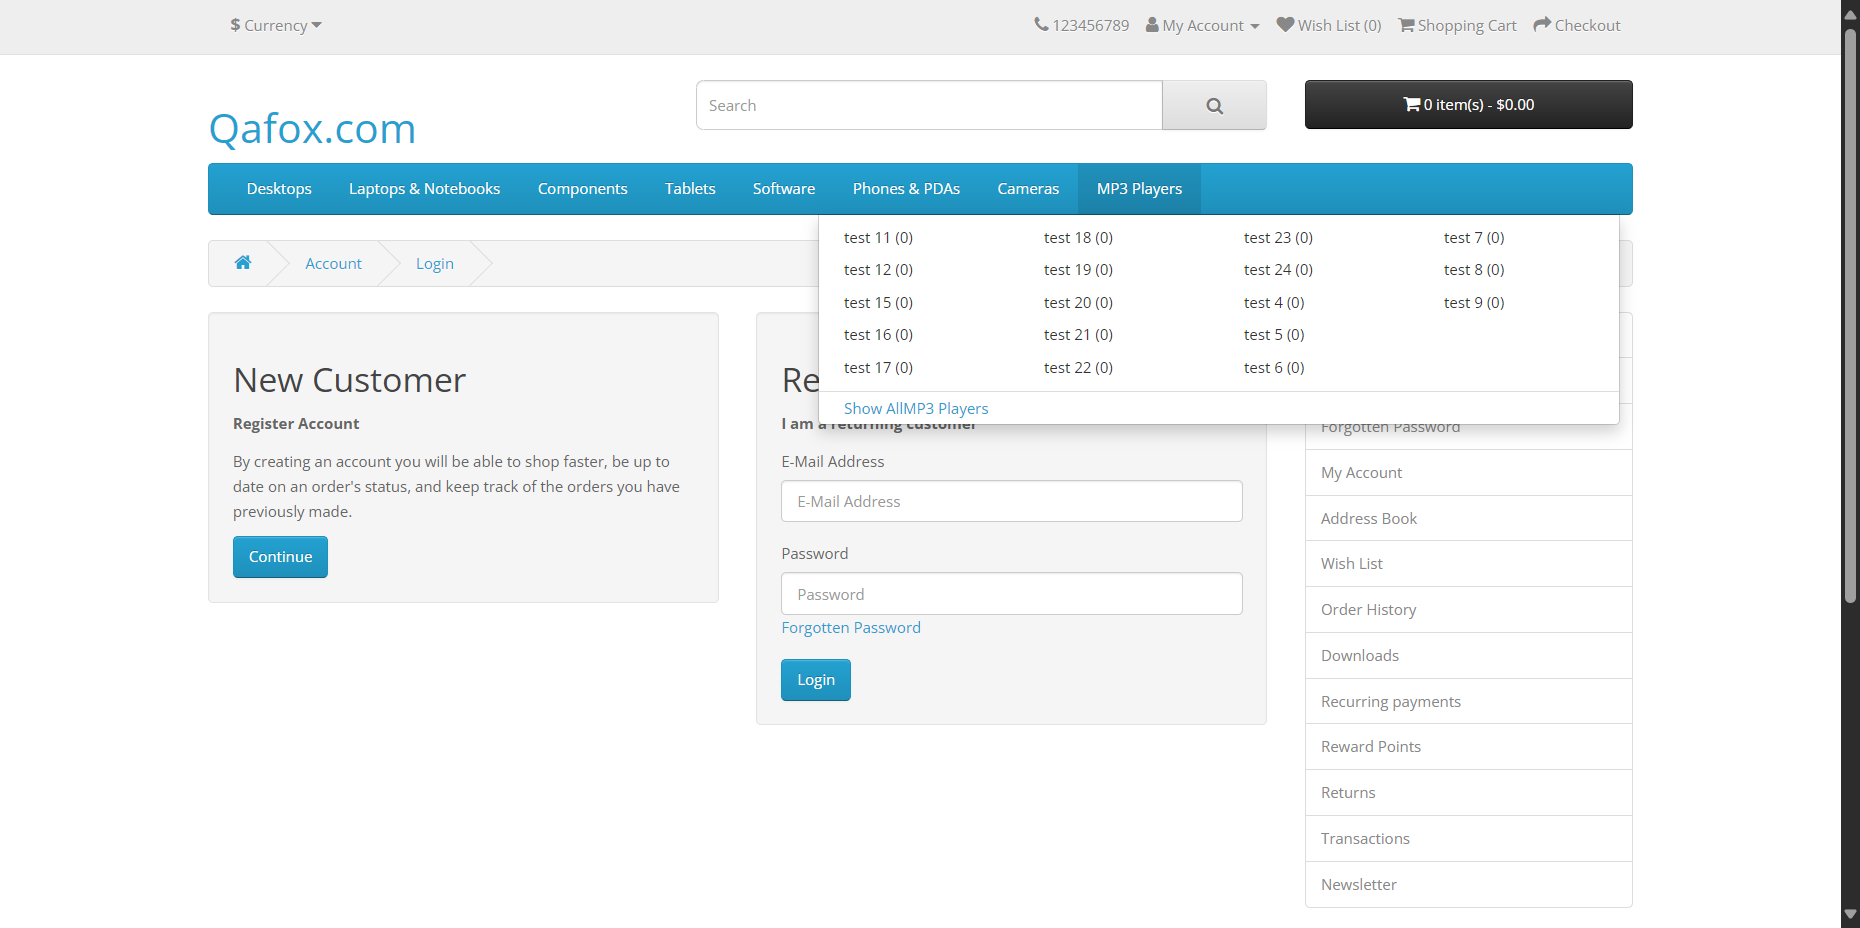 $ Currency
123456789 My Account Wish List (0) Shopping Cart Checkout
Qafox.com
Search
0 item(s) - $0.00
Desktops Laptops & Notebooks Components Tablets Software Phones & PDAs Cameras MP3 Players
test 11 (0) test 18 (0) test 23 (0) test 7 (0)
test 12 (0) test 19 (0) test 24 (0) test 8 (0)
test 15 (0) test 20 (0) test 4 (0) test 9 (0)
test 16 (0) test 21 (0) test 5 (0)
test 17 (0) test 22 (0) test 6 (0)
Show AllMP3 Players
Account Login
New Customer
Register Account
By creating an account you will be able to shop faster, be up to
date on an order's status, and keep track of the orders you have
previously made.
Continue
Re
I am a returning customer
E-Mail Address
E-Mail Address
Password
Password
Forgotten Password
Login
Forgotten Password
My Account
Address Book
Wish List
Order History
Downloads
Recurring payments
Reward Points
Returns
Transactions
Newsletter